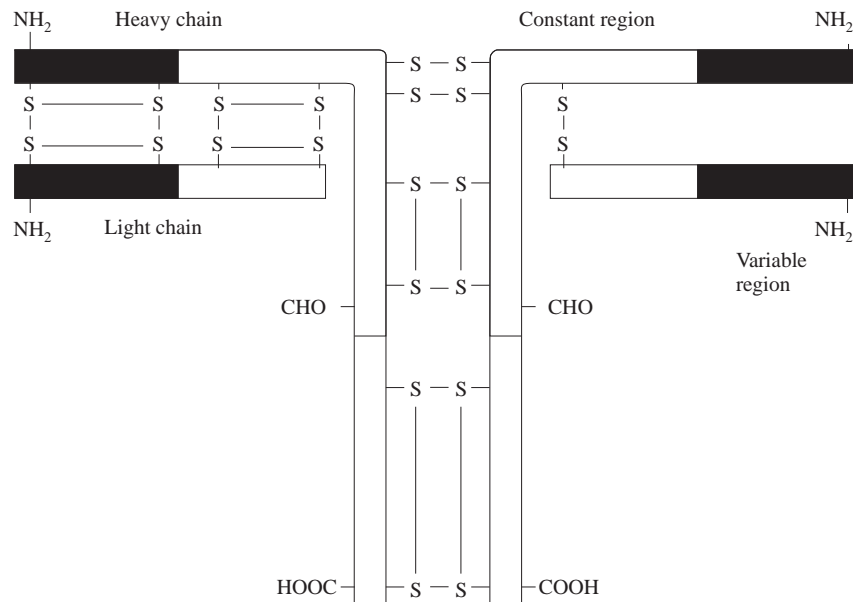 NH2 Heavy chain Constant region NH2
S S
S S S S S S S
S S S S S
S S
NH2 Light chain NH2
Variable
region
S S
CHO CHO
S S
HOOC S S COOH